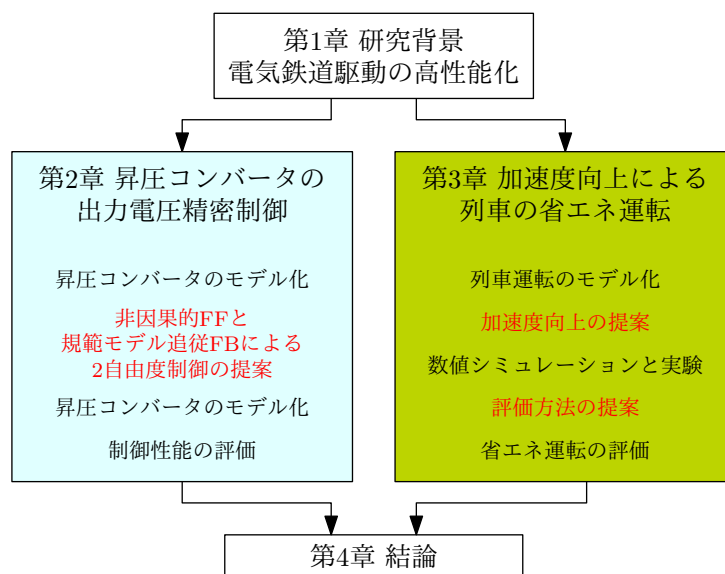 第1章 研究背景
電気鉄道駆動の高性能化
第2章 昇圧コンバータの
出力電圧精密制御
昇圧コンバータのモデル化
非因果的FFと
規範モデル追従FBによる
2自由度制御の提案
昇圧コンバータのモデル化
制御性能の評価
第3章 加速度向上による
列車の省エネ運転
列車運転のモデル化
加速度向上の提案
数値シミュレーションと実験
評価方法の提案
省エネ運転の評価
第4章 結論